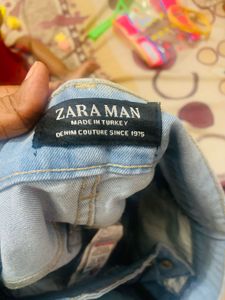 ZARA MAN
MADE IN TURKEY
DENIM COUTURE SINCE 1975